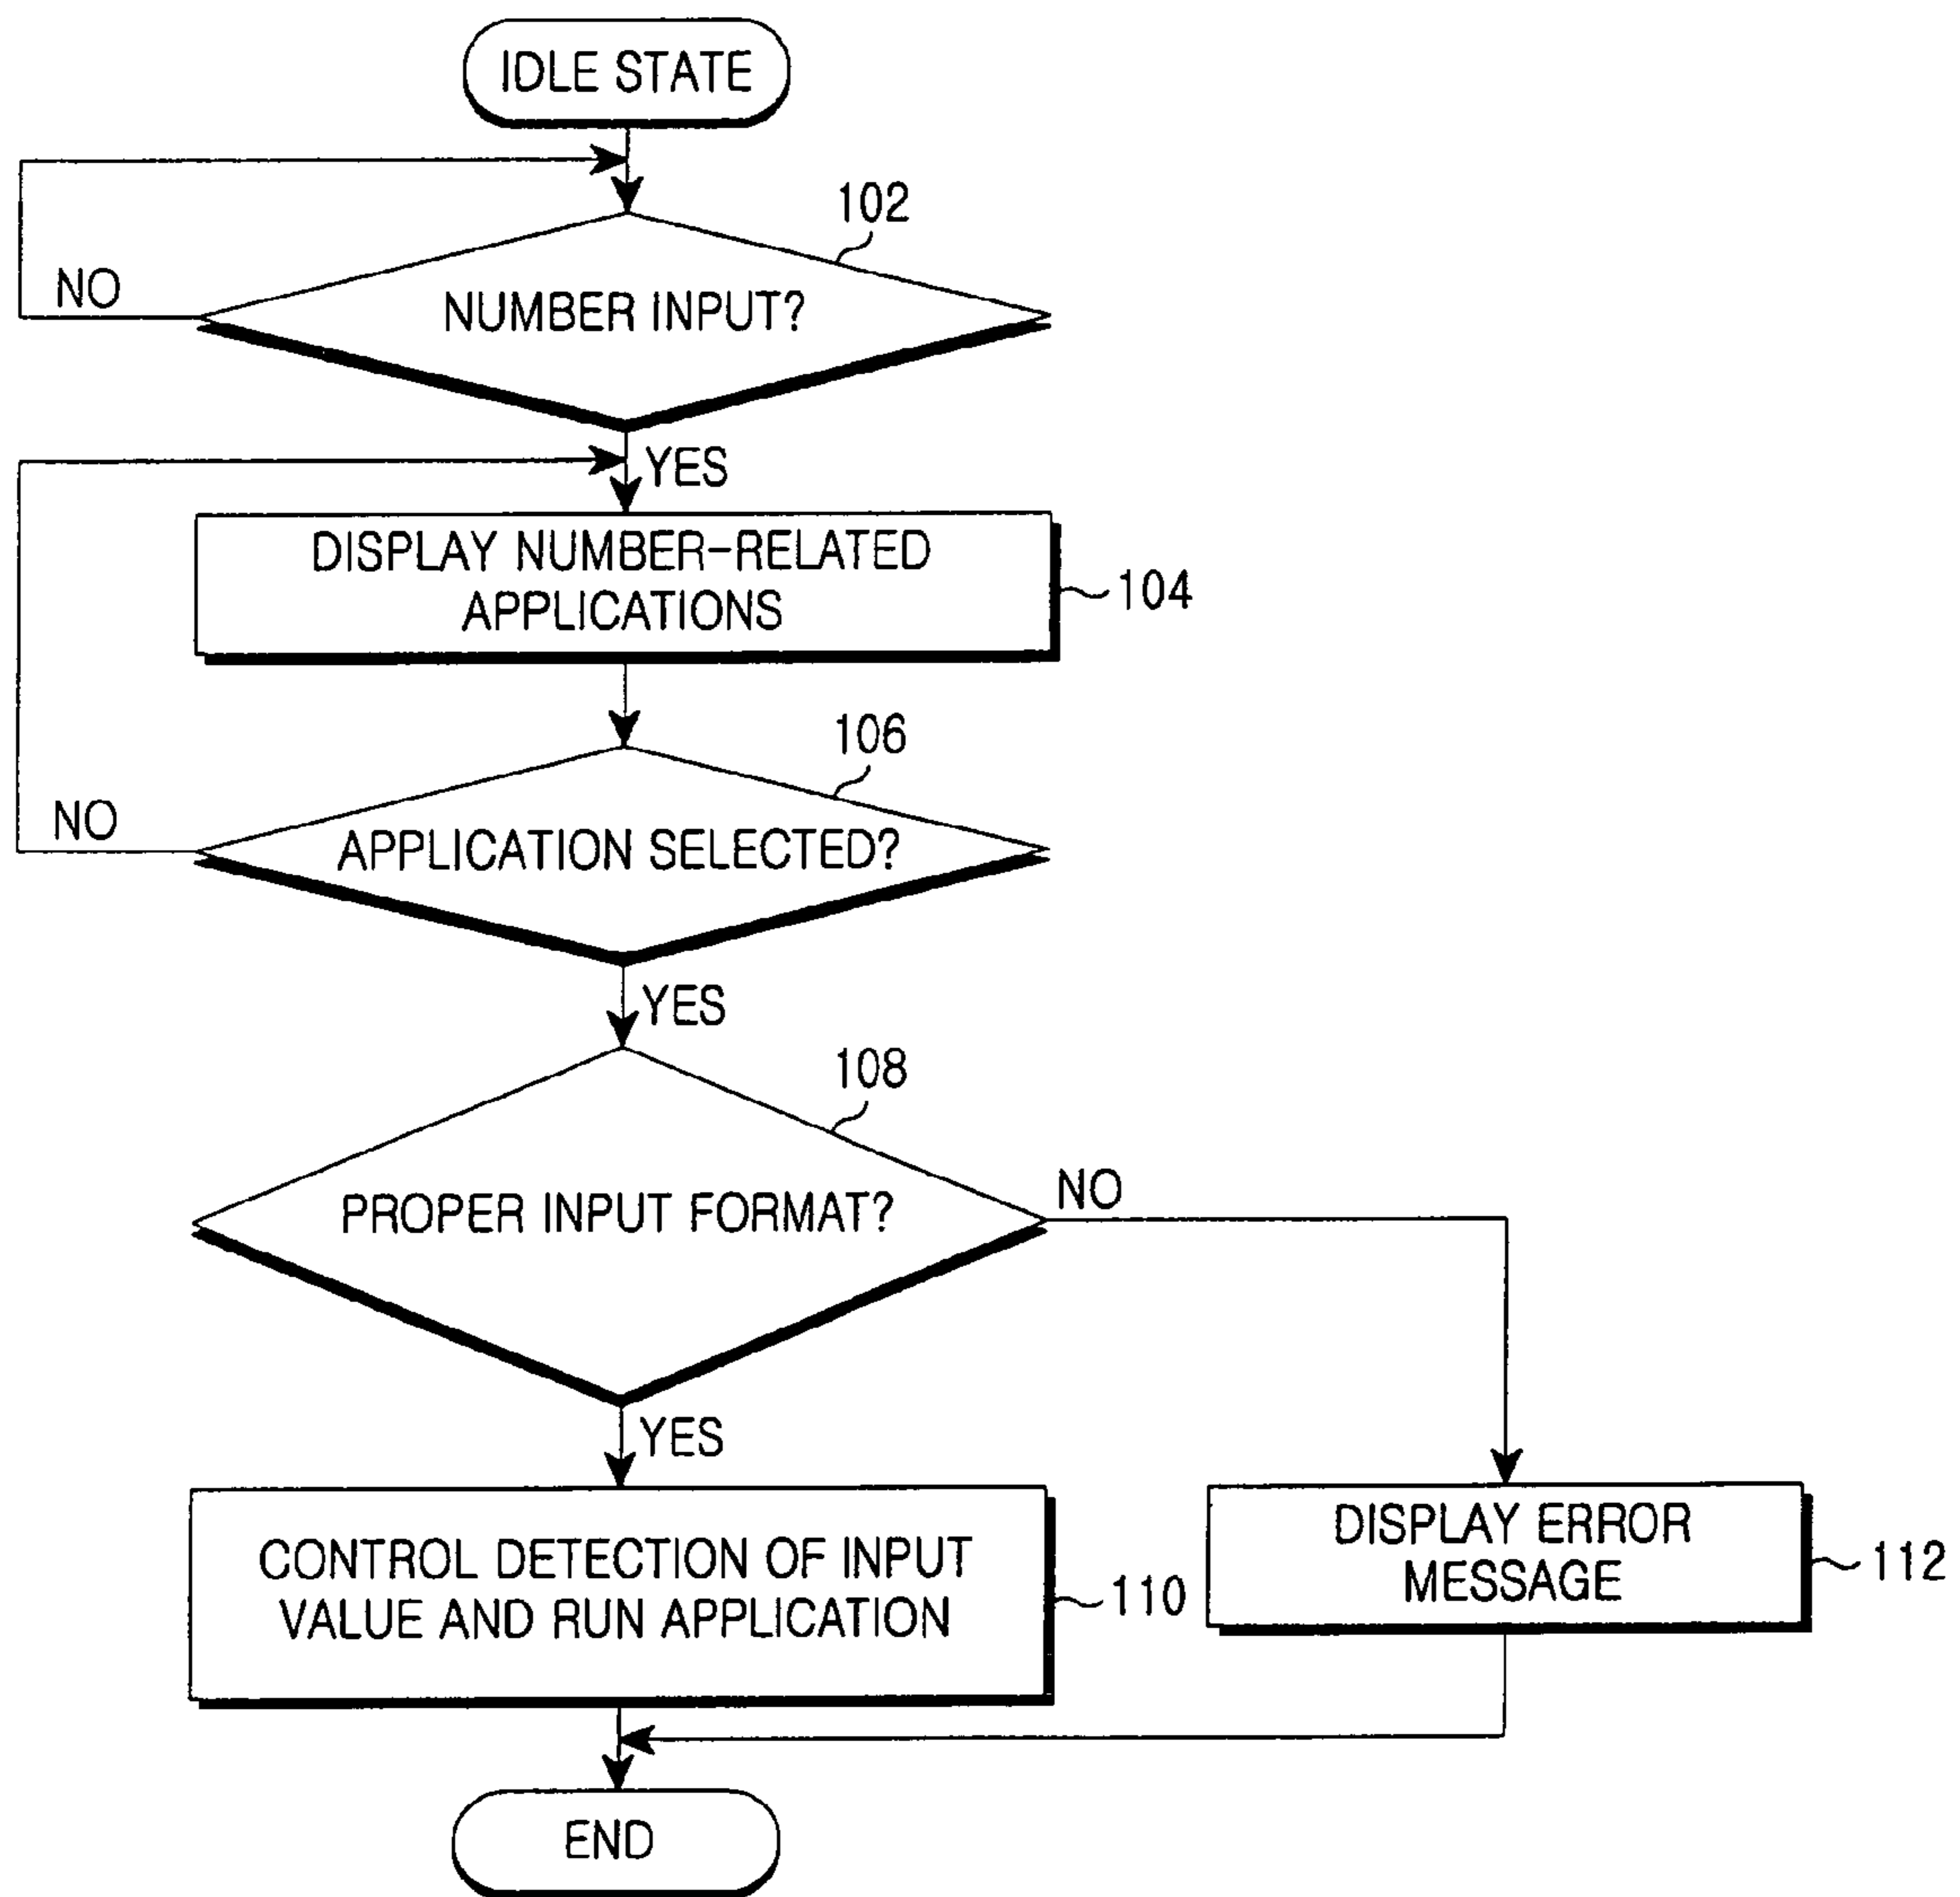 IDLE STATE
102
NO
NUMBER INPUT?
YES
DISPLAY NUMBER-RELATED
APPLICATIONS
104
106
NO
APPLICATION SELECTED?
YES
108
PROPER INPUT FORMAT?
NO
YES
CONTROL DETECTION OF INPUT
VALUE AND RUN APPLICATION
110
DISPLAY ERROR
MESSAGE
112
END